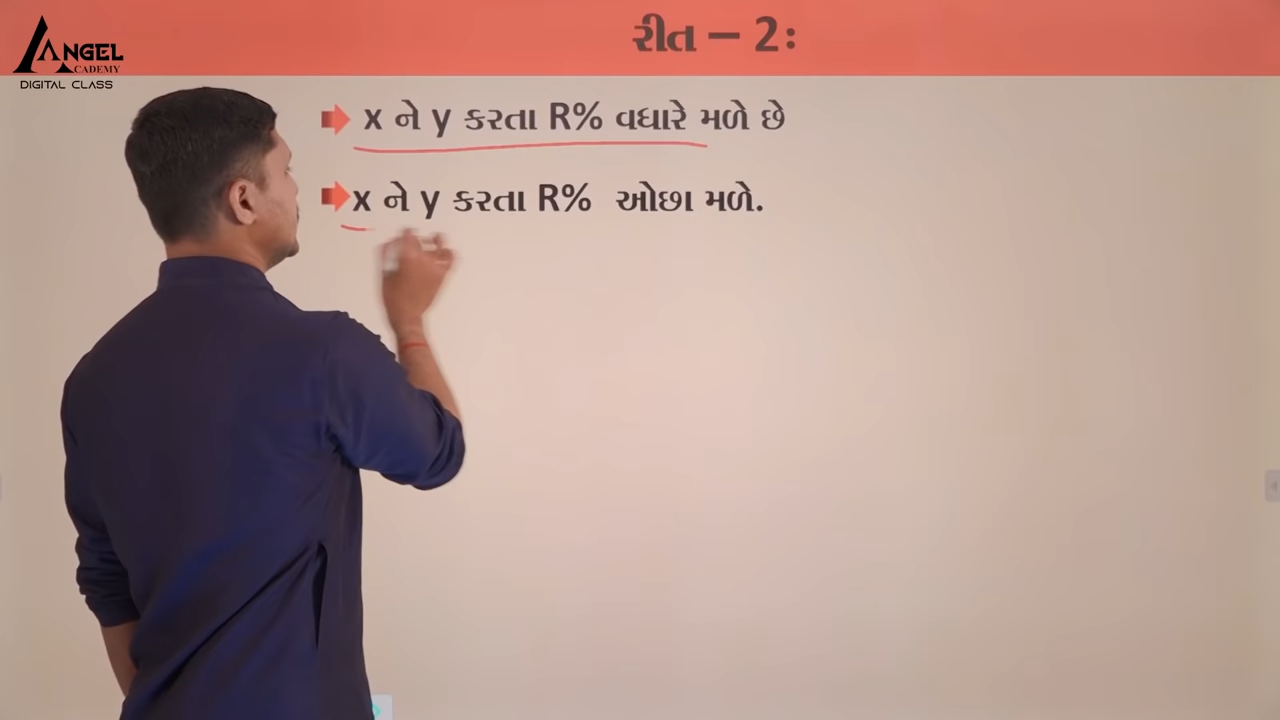 ANGEL
ACADEMY
DIGITAL CLASS
રીત – 2:
x ને y કરતા R% વધારે મળે છે
x ને y કરતા R% ઓછા મળે.